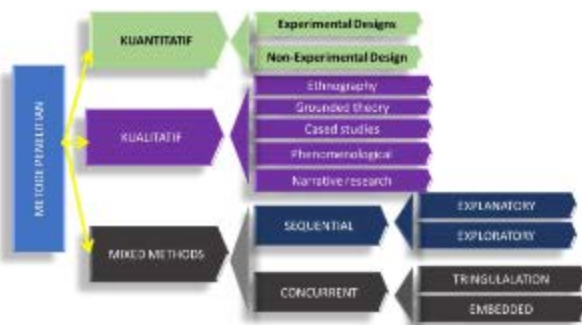 METODE PENELITIAN
KUANTITATIF
Experimental Designs
Non-Experimental Design
KUALITATIF
Ethnography
Grounded theory
Cased studies
Phenomenological
Narrative research
MIXED METHODS
SEQUENTIAL
EXPLANATORY
EXPLORATORY
CONCURRENT
TRINGULALATION
EMBEDDED